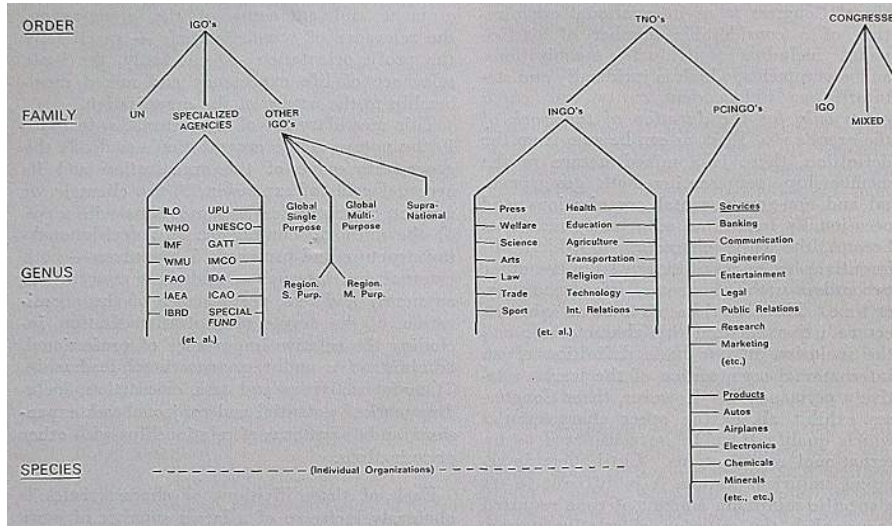 ORDER
IGO's
TNO's
CONGRESSE
FAMILY
UN
SPECIALIZED
AGENCIES
OTHER
IGO's
INGO's
PCINGO's
IGO
MIXED
GENUS
ILO
WHO
IMF
WMU
FAO
IAEA
IBRD
UPU
UNESCO
GATT
IMCO
IDA
ICAO
SPECIAL
FUND
(et. al.)
Global
Single
Purpose
Global
Multi-
Purpose
Supra-
National
Region.
S. Purp.
Region.
M. Purp.
Press
Welfare
Science
Arts
Law
Trade
Sport
Health
Education
Agriculture
Transportation
Religion
Technology
Int. Relations
(et. al.)
Services
Banking
Communication
Engineering
Entertainment
Legal
Public Relations
Research
Marketing
(etc.)
Products
Autos
Airplanes
Electronics
Chemicals
Minerals
(etc., etc.)
SPECIES
(Individual Organizations)